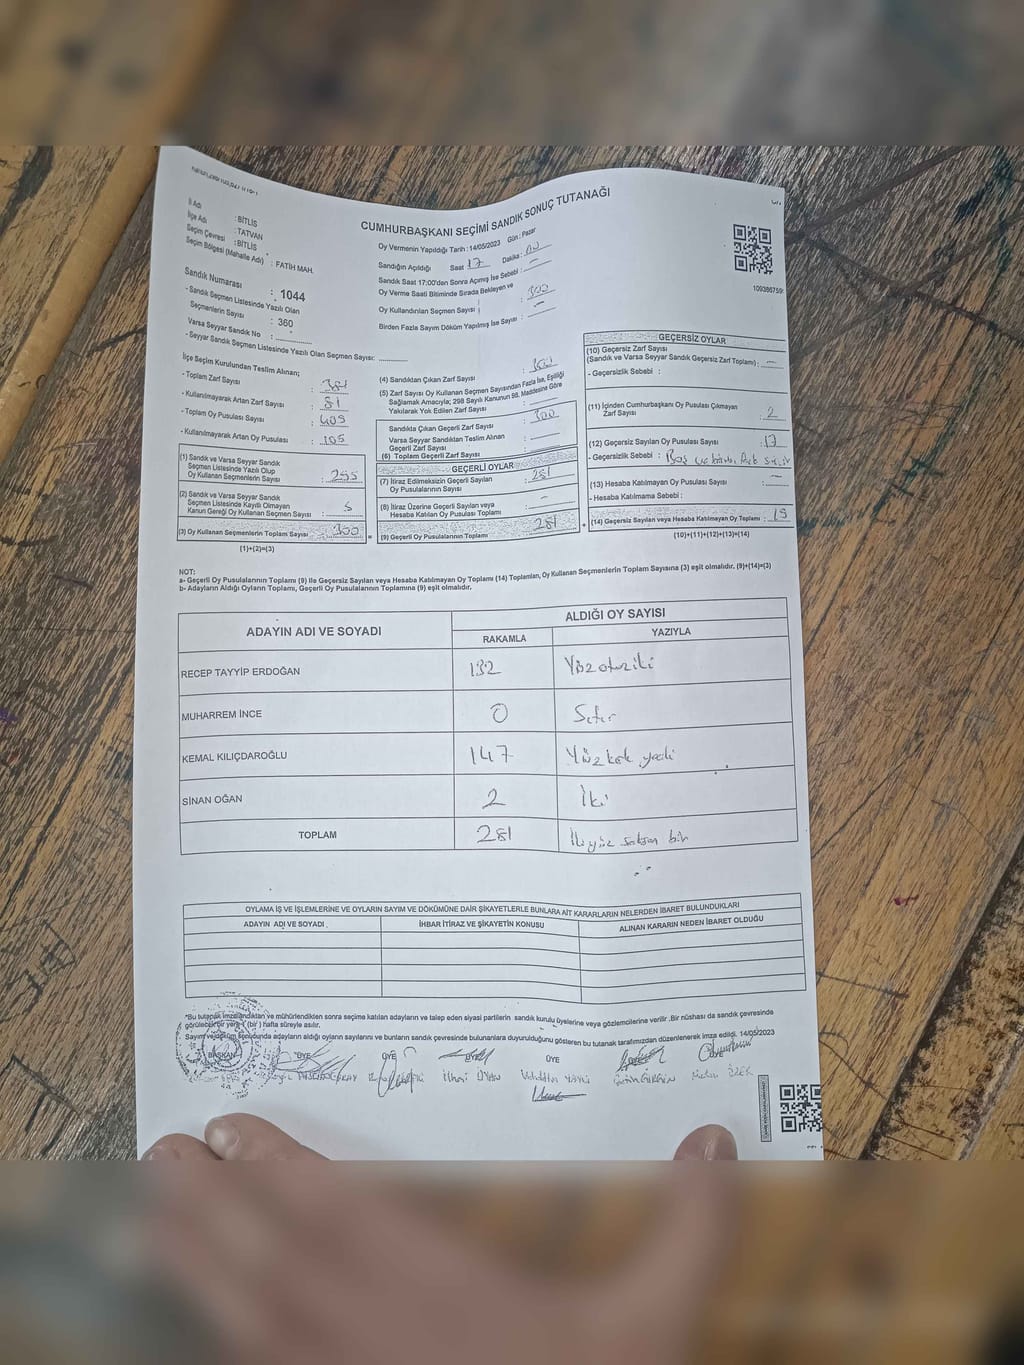 CUMHURBAŞKANI SEÇİMİ SANDIK SONUÇ TUTANAĞI
İl Adı : BİTLİS
İlçe Adı : TATVAN
Seçim Çevresi : BİTLİS
Seçim Bölgesi (Mahalle Adı) : FATİH MAH.
Sandık Numarası : 1044
- Sandık Seçmen Listesinde Yazılı Olan
Seçmenlerin Sayısı : 360
Varsa Seyyar Sandık No :
- Seyyar Sandık Seçmen Listesinde Yazılı Olan Seçmen Sayısı:
Oy Vermenin Yapıldığı Tarih : 14/05/2023 Gün : Pazar
Sandığın Açıldığı Saat 17 Dakika :
Sandık Saat 17:00'den Sonra Açılmış İse Sebebi : -
Oy Verme Saati Bitiminde Sırada Bekleyen ve
Oy Kullandırılan Seçmen Sayısı : 300
Birden Fazla Sayım Döküm Yapılmış İse Sayısı : -
İlçe Seçim Kurulundan Teslim Alınan;
- Toplam Zarf Sayısı : 381
- Kullanılmayarak Artan Zarf Sayısı : 81
- Toplam Oy Pusulası Sayısı : 405
- Kullanılmayarak Artan Oy Pusulası : 105
(1) Sandık ve Varsa Seyyar Sandık
Seçmen Listesinde Yazılı Olup
Oy Kullanan Seçmenlerin Sayısı : 295
(2) Sandık ve Varsa Seyyar Sandık
Seçmen Listesinde Kayıtlı Olmayan
Kanun Gereği Oy Kullanan Seçmen Sayısı : 5
(3) Oy Kullanan Seçmenlerin Toplam Sayısı : 300
(1)+(2)=(3)
(4) Sandıktan Çıkan Zarf Sayısı : 300
(5) Zarf Sayısı Oy Kullanan Seçmen Sayısından Fazla İse, Eşitliği
Sağlamak Amacıyla; 298 Sayılı Kanunun 98. Maddesine Göre
Yakılarak Yok Edilen Zarf Sayısı :
Sandıkta Çıkan Geçerli Zarf Sayısı : 300
Varsa Seyyar Sandıktan Teslim Alınan
Geçerli Zarf Sayısı :
(6) Toplam Geçerli Zarf Sayısı :
GEÇERLİ OYLAR
(7) İtiraz Edilmeksizin Geçerli Sayılan
Oy Pusulalarının Sayısı : 281
(8) İtiraz Üzerine Geçerli Sayılan veya
Hesaba Katılan Oy Pusulası Toplamı : -
(9) Geçerli Oy Pusulalarının Toplamı : 281
GEÇERSİZ OYLAR
(10) Geçersiz Zarf Sayısı
(Sandık ve Varsa Seyyar Sandık Geçersiz Zarf Toplamı) : -
- Geçersizlik Sebebi :
(11) İçinden Cumhurbaşkanı Oy Pusulası Çıkmayan
Zarf Sayısı : 2
(12) Geçersiz Sayılan Oy Pusulası Sayısı : 17
- Geçersizlik Sebebi : Boş
(13) Hesaba Katılmayan Oy Pusulası Sayısı : -
- Hesaba Katılmama Sebebi :
(14) Geçersiz Sayılan veya Hesaba Katılmayan Oy Toplamı : 19
(10)+(11)+(12)+(13)=(14)
NOT:
a- Geçerli Oy Pusulalarının Toplamı (9) ile Geçersiz Sayılan veya Hesaba Katılmayan Oy Toplamı (14) Toplamları, Oy Kullanan Seçmenlerin Toplam Sayısına (3) eşit olmalıdır. (9)+(14)=(3)
b- Adayların Aldığı Oyların Toplamı, Geçerli Oy Pusulalarının Toplamına (9) eşit olmalıdır.
ADAYIN ADI VE SOYADI ALDIĞI OY SAYISI
RAKAMLA YAZIYLA
RECEP TAYYİP ERDOĞAN 132 Yüzotuziki
MUHARREM İNCE 0 Sıfır
KEMAL KILIÇDAROĞLU 147 Yüzkırk yedi
SİNAN OĞAN 2 İki
TOPLAM 281 İkiyüz seksen bir
OYLAMA İŞ VE İŞLEMLERİNE VE OYLARIN SAYIM VE DÖKÜMÜNE DAİR ŞİKAYETLERLE BUNLARA AİT KARARLARIN NELERDEN İBARET BULUNDUKLARI
ADAYIN ADI VE SOYADI İHBAR İTİRAZ VE ŞİKAYETİN KONUSU ALINAN KARARIN NEDEN İBARET OLDUĞU
*Bu tutanak imzalandıktan ve mühürlendikten sonra seçime katılan adayların ve talep eden siyasi partilerin sandık kurulu üyelerine veya gözlemcilerine verilir. Bir nüshası da sandık çevresinde
görülebilir bir yere 1 (bir) hafta süreyle asılır.
Sayım ve döküm sonucunda adayların aldığı oyların sayılarını ve bunların sandık çevresinde bulunanlara duyurulduğunu gösteren bu tutanak tarafımızdan düzenlenerek imza edildi. 14/05/2023
BAŞKAN ÜYE ÜYE ÜYE ÜYE ÜYE ÜYE